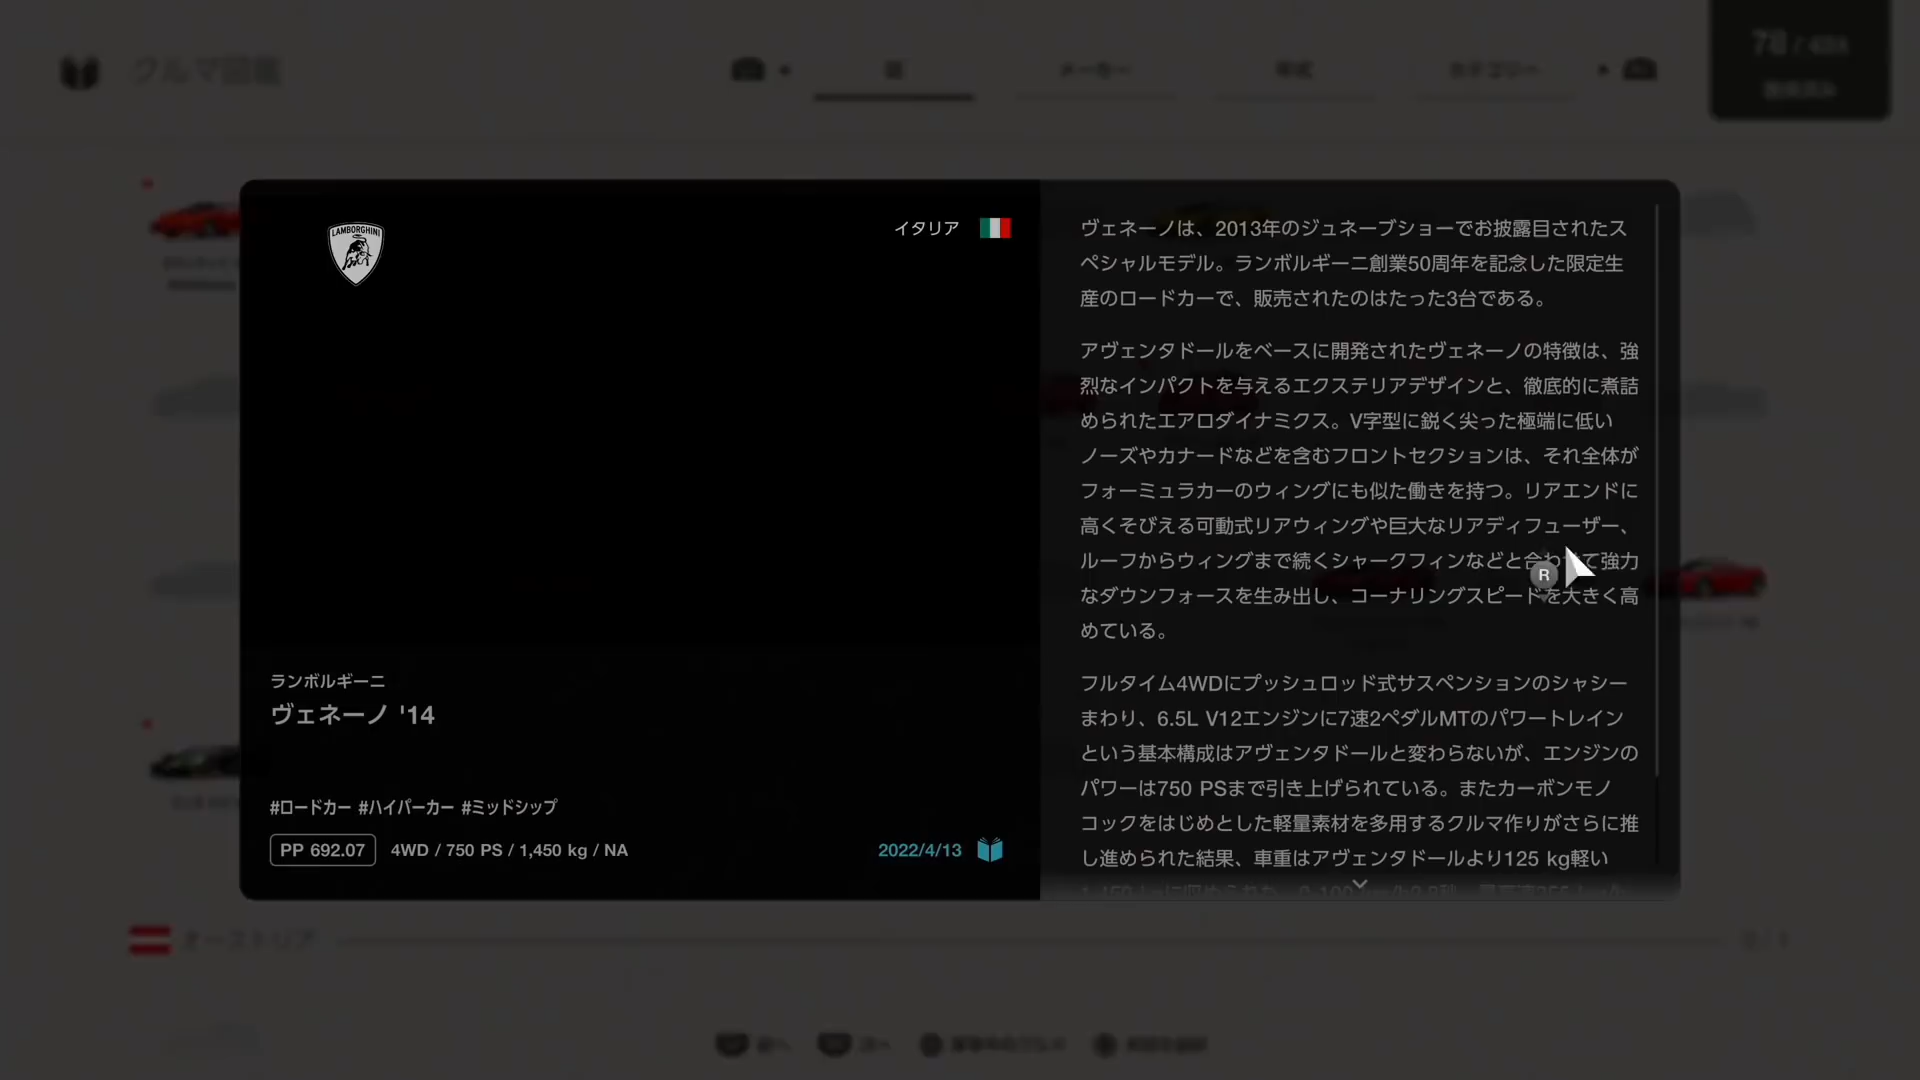 クルマ図鑑
メーカー
カテゴリー
LAMBORGHINI
イタリア
ランボルギーニ
ヴェネーノ '14
#ロードカー #ハイパーカー #ミッドシップ
PP 692.07 4WD / 750 PS / 1,450 kg / NA
2022/4/13
ヴェネーノは、2013年のジュネーブショーでお披露目されたス
ペシャルモデル。ランボルギーニ創業50周年を記念した限定生
産のロードカーで、販売されたのはたった3台である。
アヴェンタドールをベースに開発されたヴェネーノの特徴は、強
烈なインパクトを与えるエクステリアデザインと、徹底的に煮詰
められたエアロダイナミクス。V字型に鋭く尖った極端に低い
ノーズやカナードなどを含むフロントセクションは、それ全体が
フォーミュラカーのウィングにも似た働きを持つ。リアエンドに
高くそびえる可動式リアウィングや巨大なリアディフューザー、
ルーフからウィングまで続くシャークフィンなどと合わせて強力
なダウンフォースを生み出し、コーナリングスピードを大きく高
めている。
フルタイム4WDにプッシュロッド式サスペンションのシャシー
まわり、6.5L V12エンジンに7速2ペダルMTのパワートレイン
という基本構成はアヴェンタドールと変わらないが、エンジンの
パワーは750 PSまで引き上げられている。またカーボンモノ
コックをはじめとした軽量素材を多用するクルマ作りがさらに推
し進められた結果、車重はアヴェンタドールより125 kg軽い
R
オーストリア